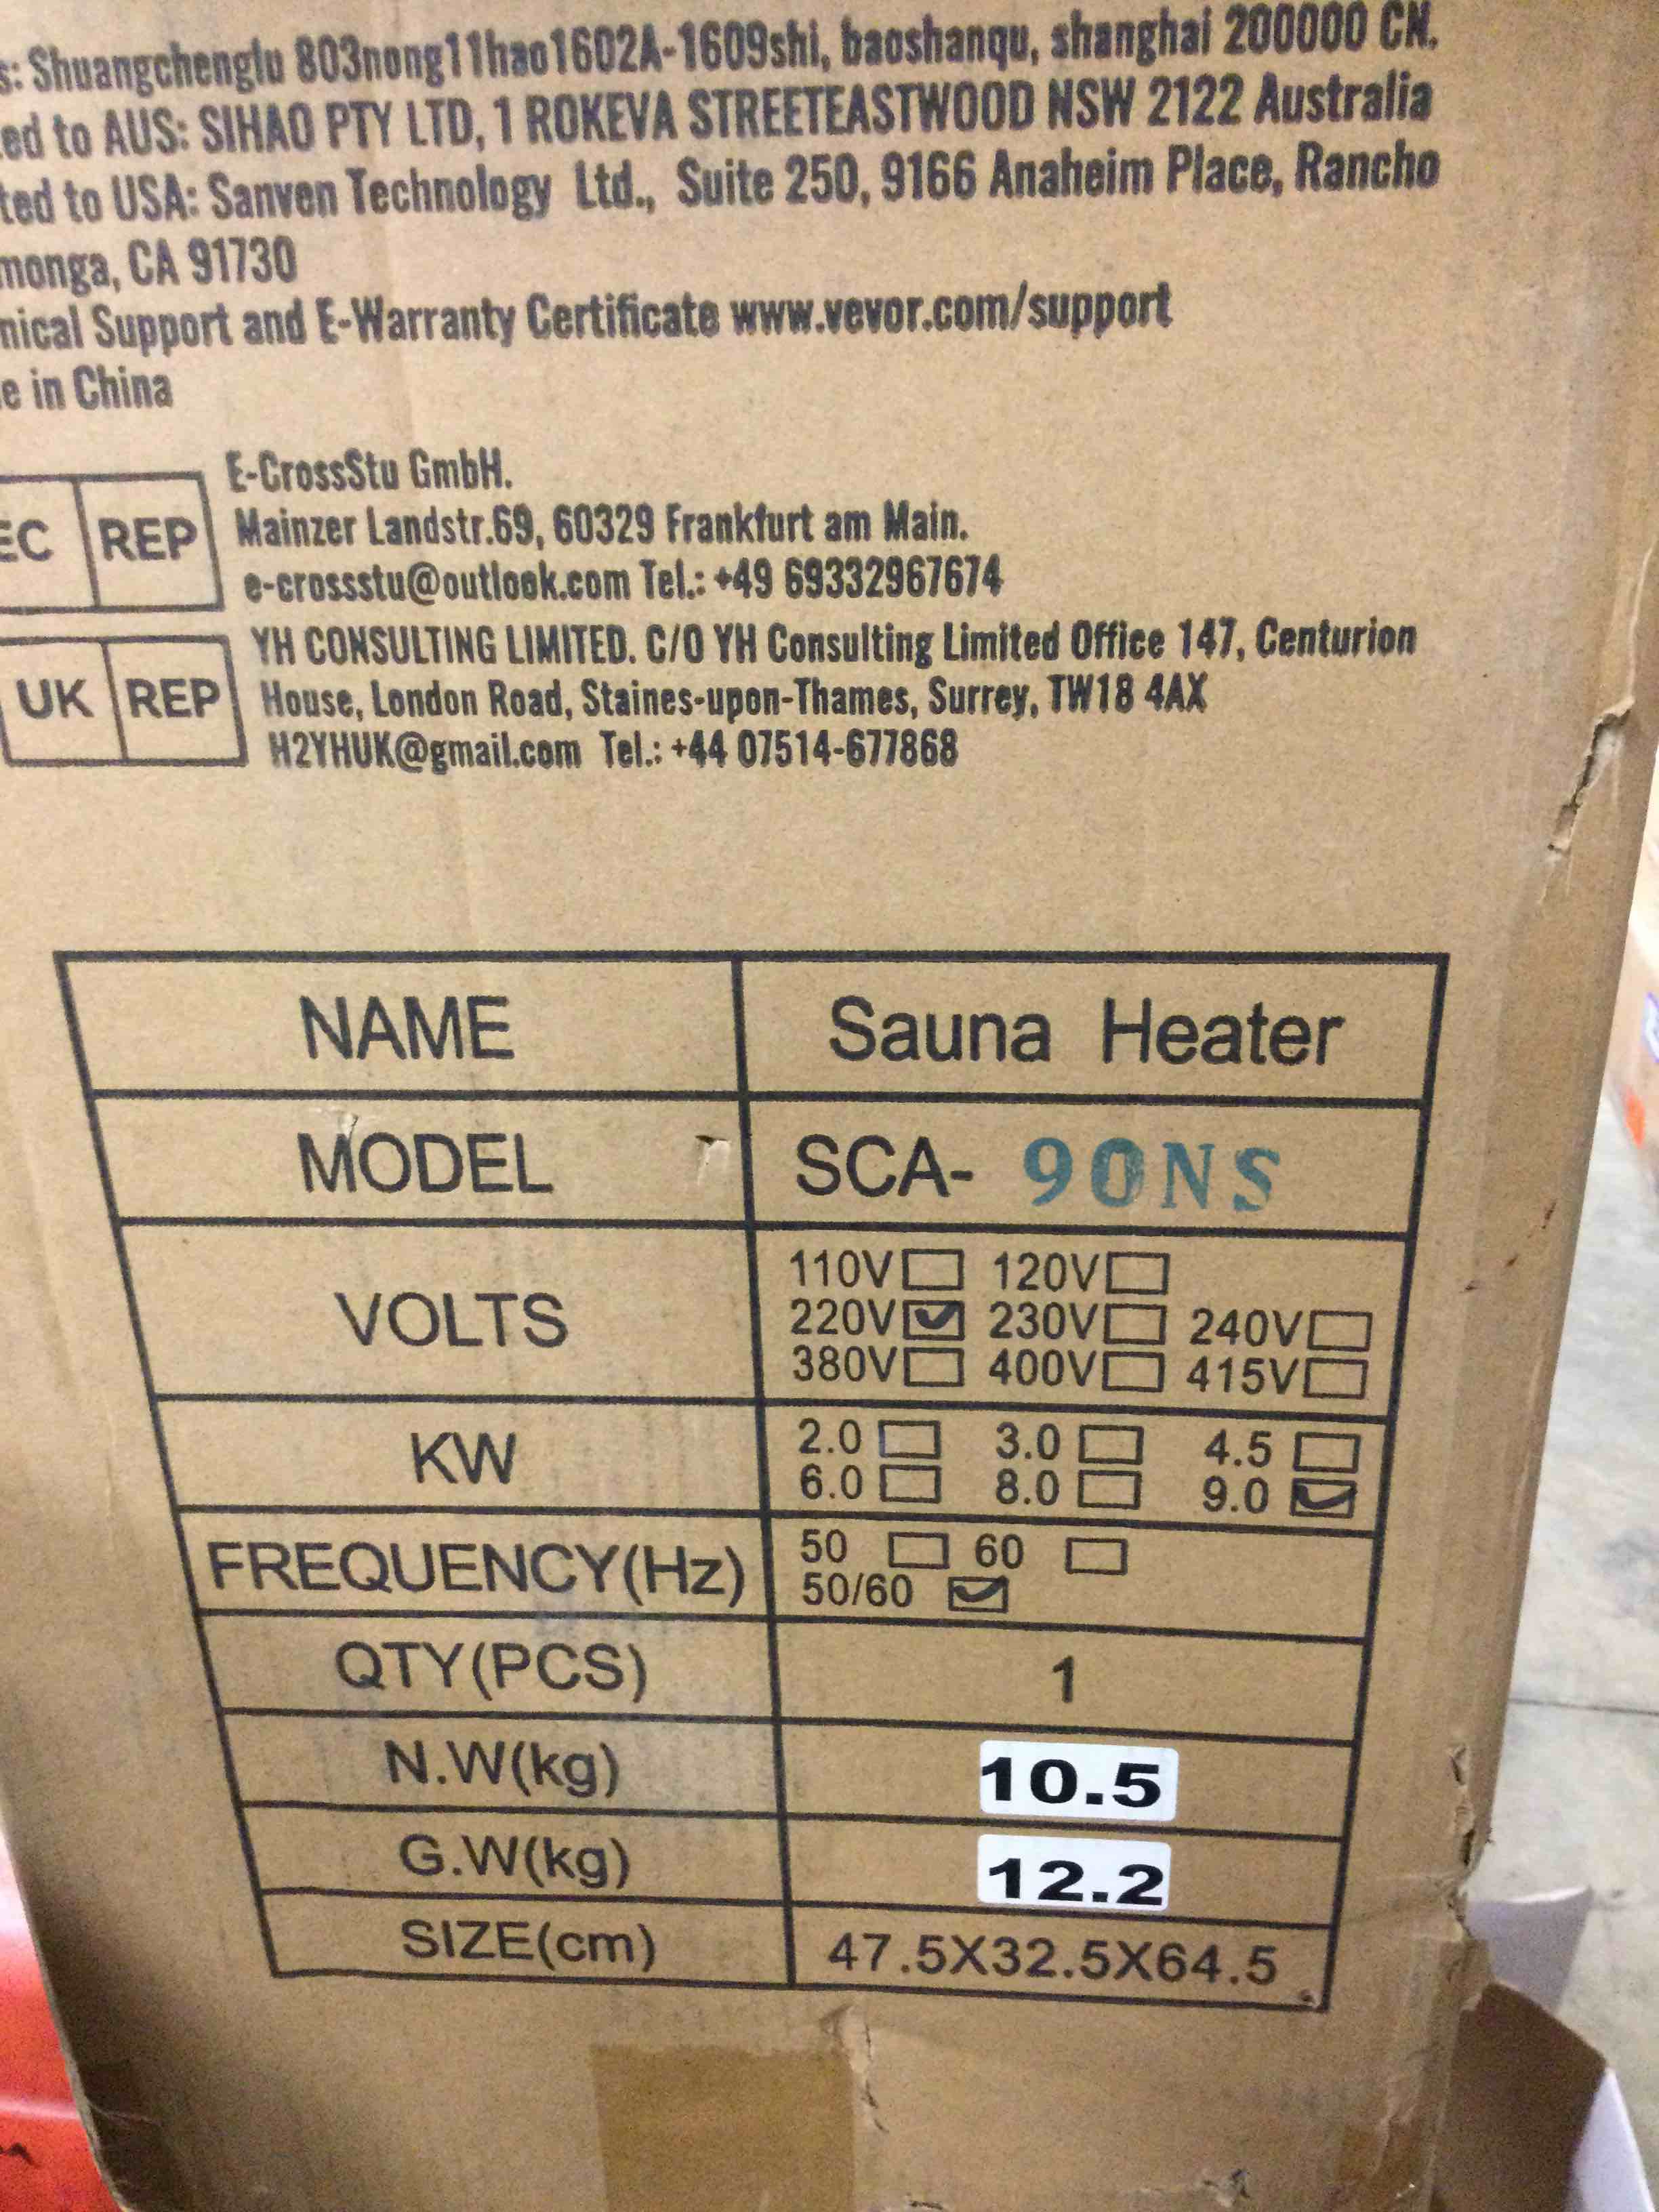 s: Shuangchenglu 803nong11hao1602A-1609shi, baoshanqu, shanghai 200000 CN.
ed to AUS: SIHAO PTY LTD, 1 ROKEVA STREETEASTWOOD NSW 2122 Australia
ted to USA: Sanven Technology Ltd., Suite 250, 9166 Anaheim Place, Rancho
monga, CA 91730
nical Support and E-Warranty Certificate www.vevor.com/support
e in China
EC REP
E-CrossStu GmbH.
Mainzer Landstr.69, 60329 Frankfurt am Main.
e-crossstu@outlook.com Tel.: +49 69332967674
UK REP
YH CONSULTING LIMITED. C/O YH Consulting Limited Office 147, Centurion
House, London Road, Staines-upon-Thames, Surrey, TW18 4AX
H2YHUK@gmail.com Tel.: +44 07514-677868
NAME Sauna Heater
MODEL SCA- 90NS
VOLTS
110V 120V
220V 230V 240V
380V 400V 415V
KW
2.0 3.0 4.5
6.0 8.0 9.0
FREQUENCY(Hz)
50 60
50/60
QTY(PCS) 1
N.W(kg) 10.5
G.W(kg) 12.2
SIZE(cm) 47.5X32.5X64.5